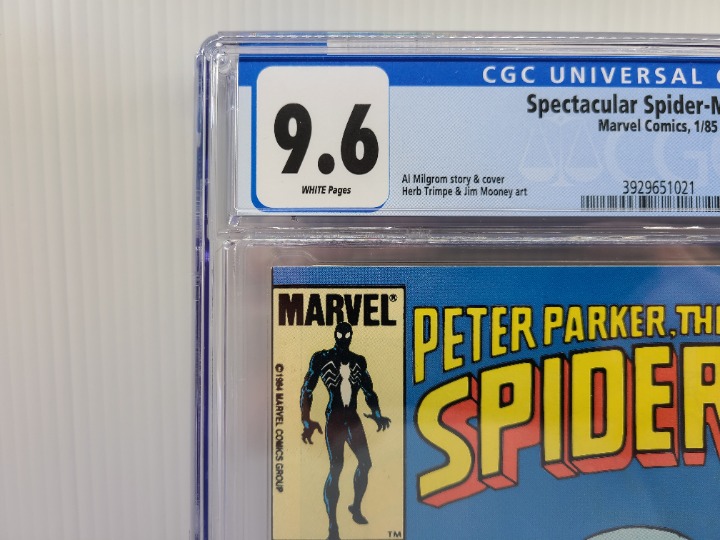 CGC UNIVERSAL
Spectacular Spider-M
Marvel Comics, 1/85
9.6
WHITE Pages
Al Milgrom story & cover
Herb Trimpe & Jim Mooney art
3929651021
CGC
MARVEL®
PETER PARKER, THE
SPIDER
©1984 MARVEL COMICS GROUP
TM